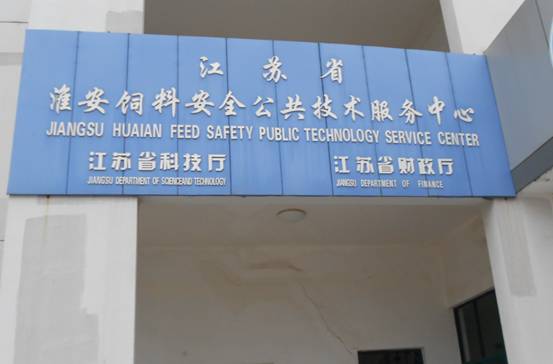 江苏省
淮安饲料安全公共技术服务中心
JIANGSU HUAIAN FEED SAFETY PUBLIC TECHNOLOGY SERVICE CENTER
江苏省科技厅 江苏省财政厅
JIANGSU DEPARTMENT OF SCIENCEAND TECHNOLOGY JIANGSU DEPARTMENT OF FINANCE